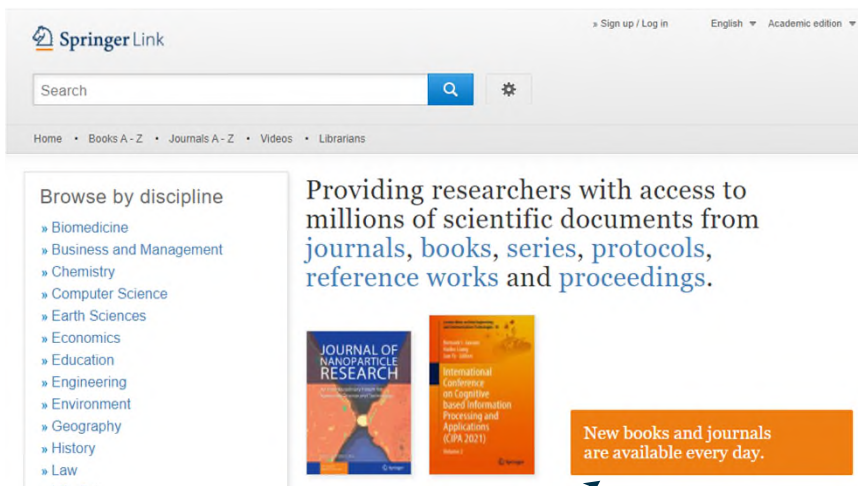 » Sign up / Log in English Academic edition
Springer Link
Search
Home • Books A - Z • Journals A - Z • Videos • Librarians
Browse by discipline
» Biomedicine
» Business and Management
» Chemistry
» Computer Science
» Earth Sciences
» Economics
» Education
» Engineering
» Environment
» Geography
» History
» Law
Providing researchers with access to
millions of scientific documents from
journals, books, series, protocols,
reference works and proceedings.
JOURNAL OF
NANOPARTICLE
RESEARCH
Springer
International
Conference
on Cognitive
based Information
Processing and
Applications
(CIPA 2021)
Volume 2
Springer
New books and journals
are available every day.